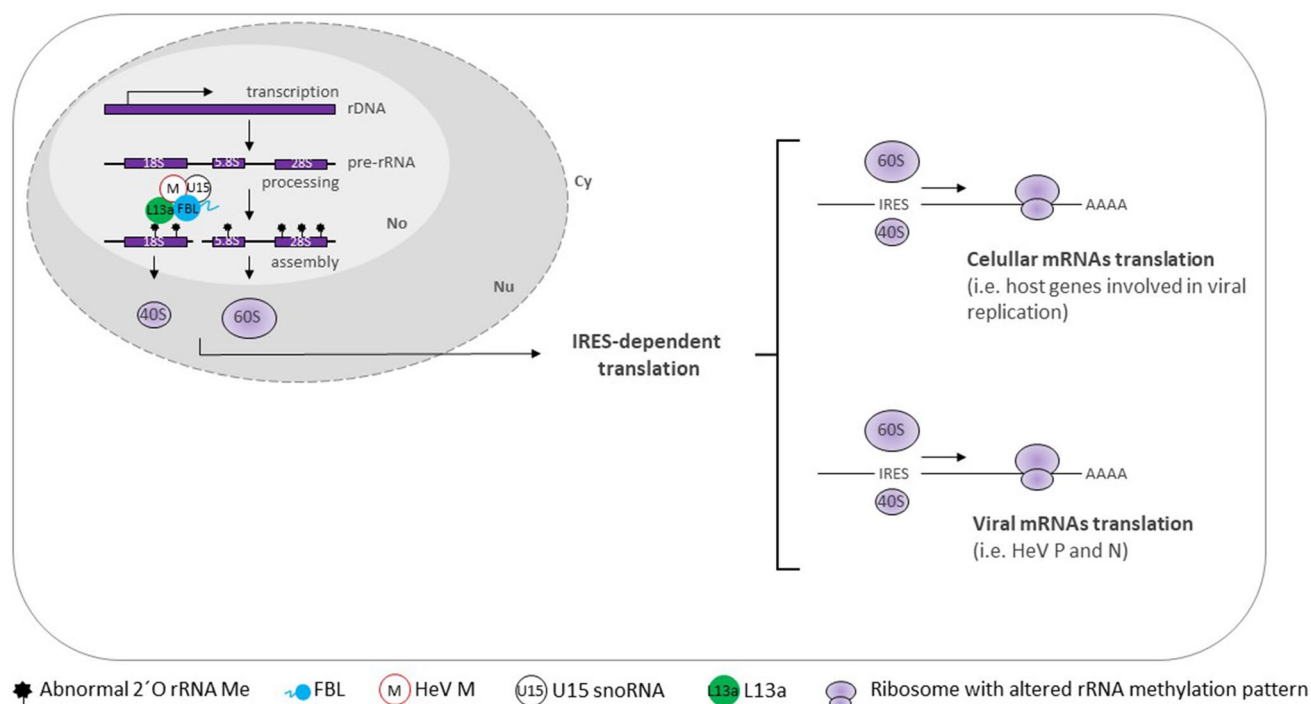 transcription
rDNA
18S
5.8S
28S
pre-rRNA
processing
M
U15
L13a
FBL
No
18S
5.8S
28S
assembly
Nu
Cy
40S
60S
IRES-dependent
translation
60S
IRES
AAAA
40S
Celullar mRNAs translation
(i.e. host genes involved in viral
replication)
60S
IRES
AAAA
40S
Viral mRNAs translation
(i.e. HeV P and N)
Abnormal 2´O rRNA Me
FBL
M HeV M
U15 U15 snoRNA
L13a L13a
Ribosome with altered rRNA methylation pattern